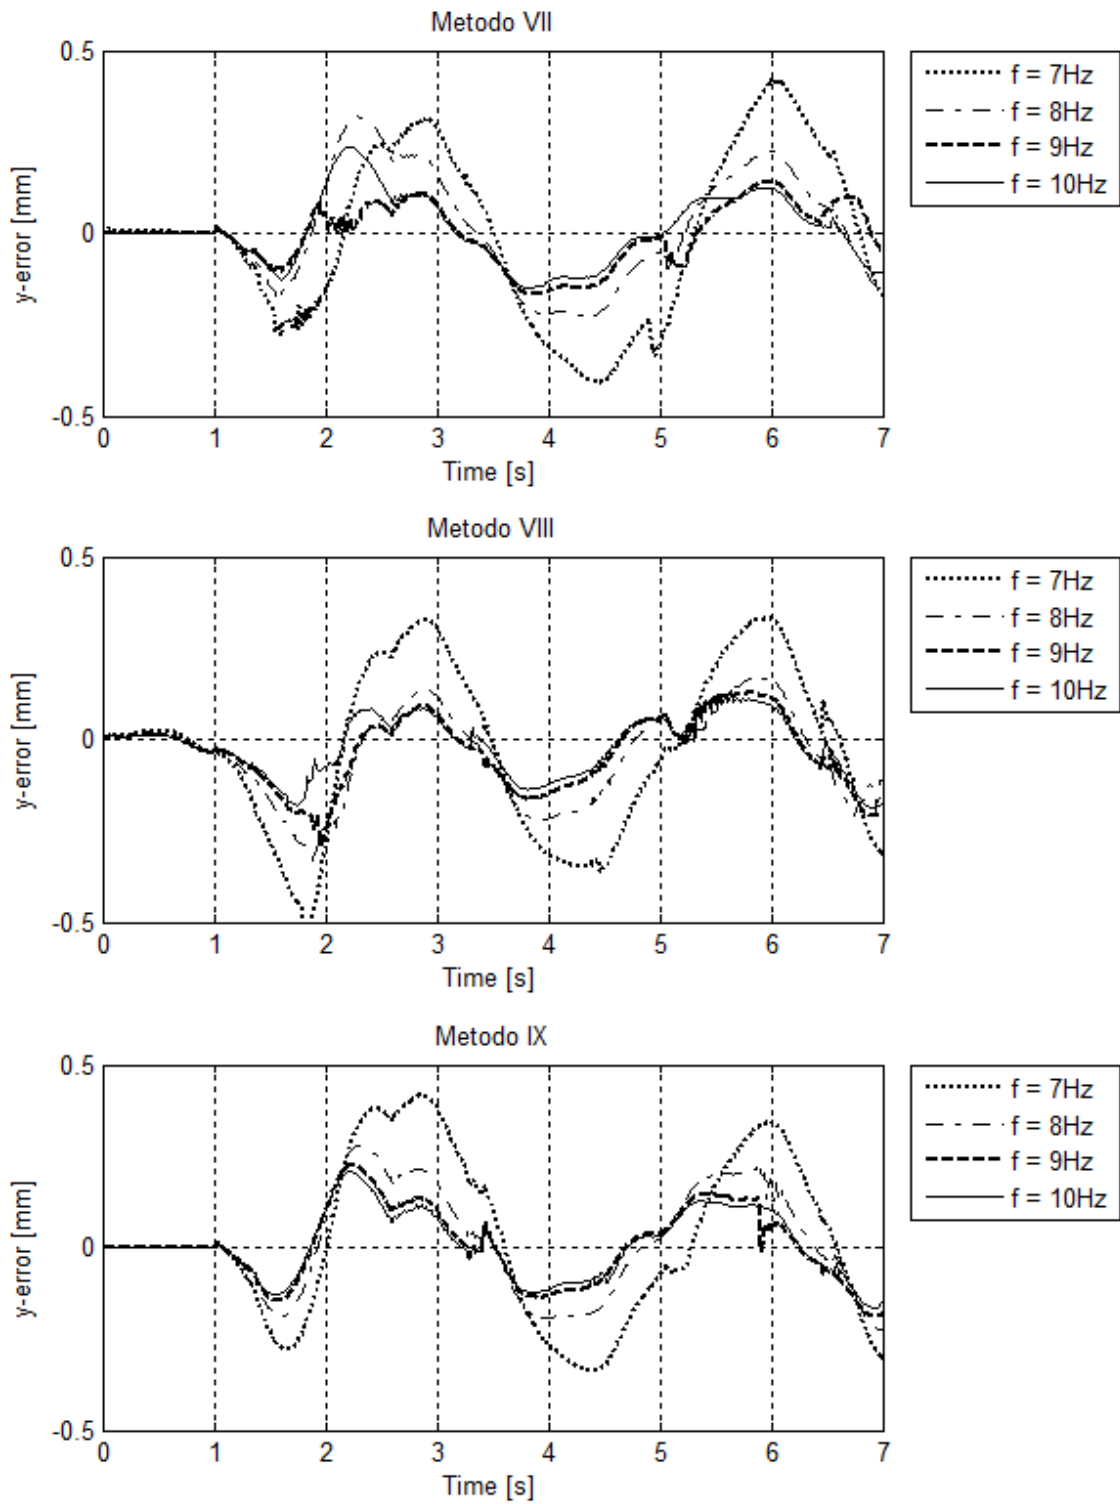 Metodo VII
0.5
0
-0.5
y-error [mm]
0 1 2 3 4 5 6 7
Time [s]
f = 7Hz
f = 8Hz
f = 9Hz
f = 10Hz
Metodo VIII
0.5
0
-0.5
y-error [mm]
0 1 2 3 4 5 6 7
Time [s]
f = 7Hz
f = 8Hz
f = 9Hz
f = 10Hz
Metodo IX
0.5
0
-0.5
y-error [mm]
0 1 2 3 4 5 6 7
Time [s]
f = 7Hz
f = 8Hz
f = 9Hz
f = 10Hz